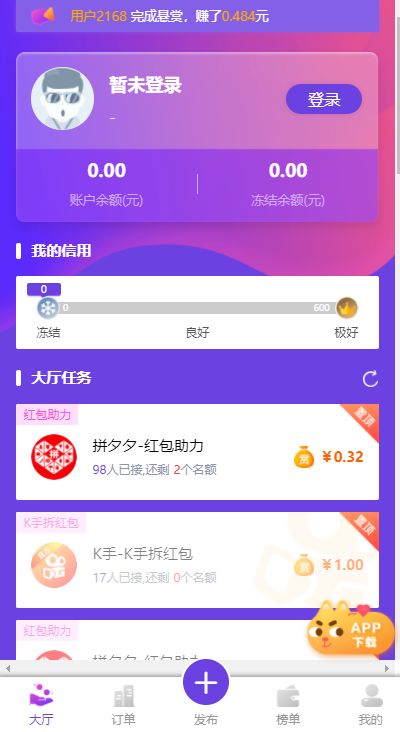 用户2168 完成悬赏，赚了0.484元
暂未登录
-
登录
0.00
0.00
账户余额(元)
冻结余额(元)
我的信用
0
0
600
冻结
良好
极好
大厅任务
红包助力
置顶
拼夕夕-红包助力
98人已接,还剩 2个名额
赏
￥0.32
K手拆红包
置顶
K手-K手拆红包
17人已接,还剩 0个名额
赏
￥1.00
红包助力
APP
下载
大厅
订单
发布
榜单
我的